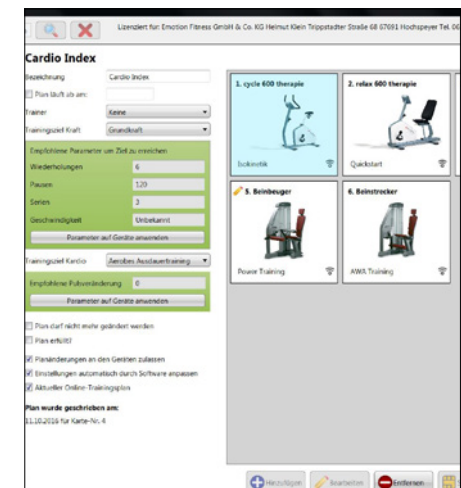 Lizenziert für: Emotion Fitness GmbH & Co. KG Helmut Klein Trippstadter Straße 68 67691 Hochspeyer Tel. 06
Cardio Index
Bezeichnung Cardio Index
Plan läuft ab am:
Trainer Keine
Trainingsziel Kraft Grundkraft
Empfohlene Parameter um Ziel zu erreichen
Wiederholungen 6
Pausen 120
Serien 3
Geschwindigkeit Unbekannt
Parameter auf Geräte anwenden
Trainingsziel Kardio Aerobes Ausdauertraining
Empfohlene Pulsveränderung 0
Parameter auf Geräte anwenden
Plan darf nicht mehr geändert werden
Plan erfüllt?
Planänderungen an den Geräten zulassen
Einstellungen automatisch durch Software anpassen
Aktueller Online-Trainingsplan
Plan wurde geschrieben am:
11.10.2016 für Karte-Nr. 4
1. cycle 600 therapie
Isokinetik
2. relax 600 therapie
Quickstart
5. Beinbeuger
Power Training
6. Beinstrecker
AWA Training
Hinzufügen
Bearbeiten
Entfernen